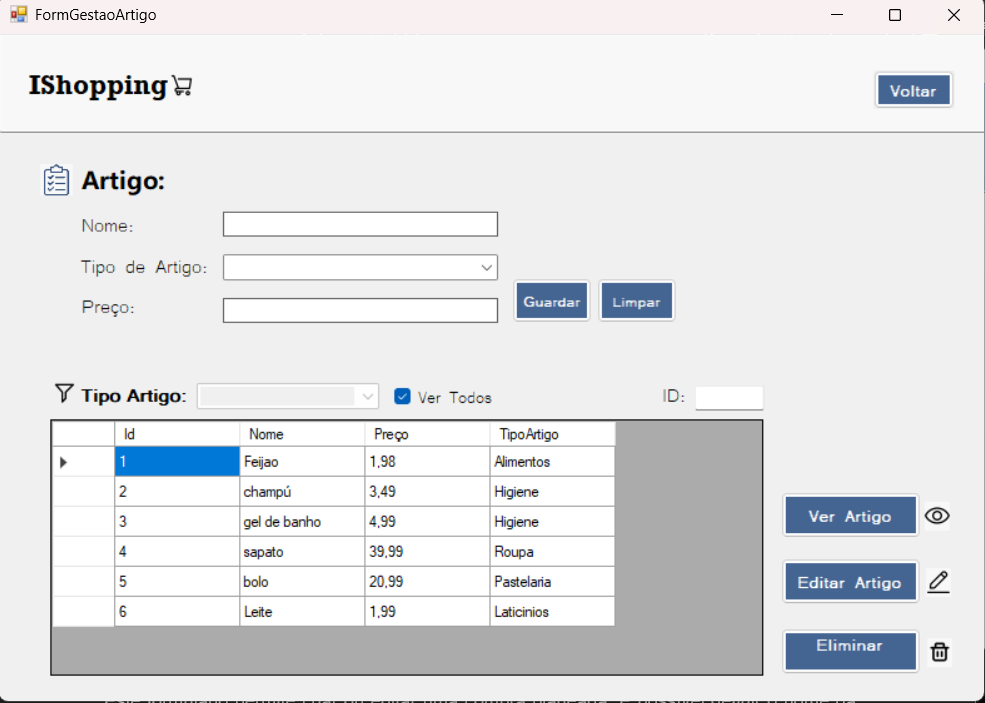 FormGestaoArtigo
IShopping
Voltar
Artigo:
Nome:
Tipo de Artigo:
Preço:
Guardar Limpar
Tipo Artigo: Ver Todos ID:
Id Nome Preço TipoArtigo
1 Feijao 1,98 Alimentos
2 champú 3,49 Higiene
3 gel de banho 4,99 Higiene
4 sapato 39,99 Roupa
5 bolo 20,99 Pastelaria
6 Leite 1,99 Laticinios
Ver Artigo
Editar Artigo
Eliminar